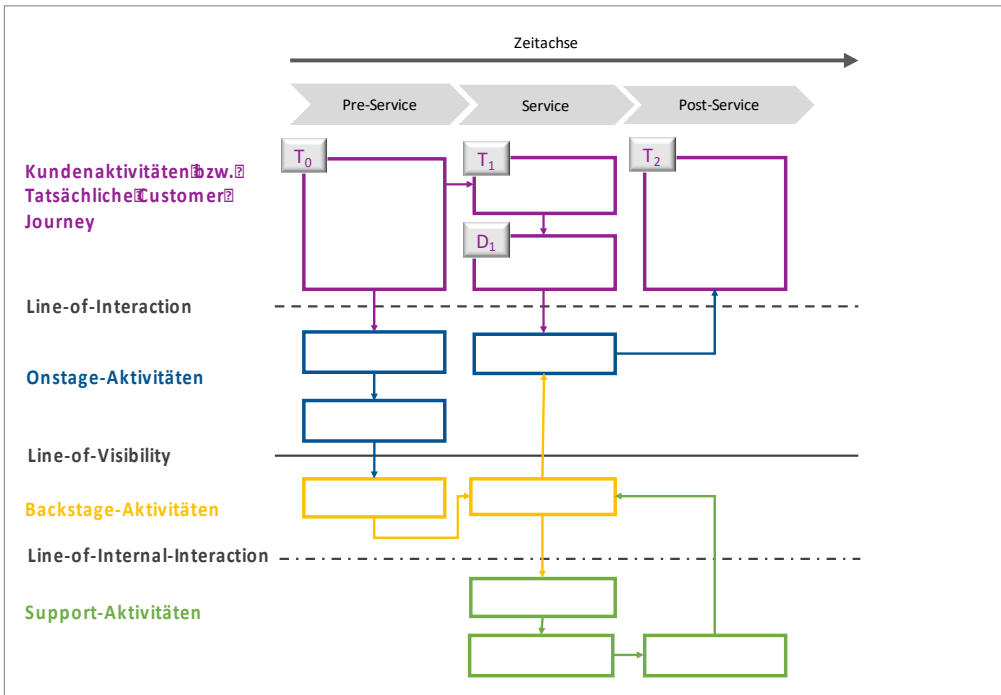 Zeitachse
Pre-Service
Service
Post-Service
T0
T1
T2
Kundenaktivitäten bzw.
Tatsächliche Customer
Journey
D1
Line-of-Interaction
Onstage-Aktivitäten
Line-of-Visibility
Backstage-Aktivitäten
Line-of-Internal-Interaction
Support-Aktivitäten